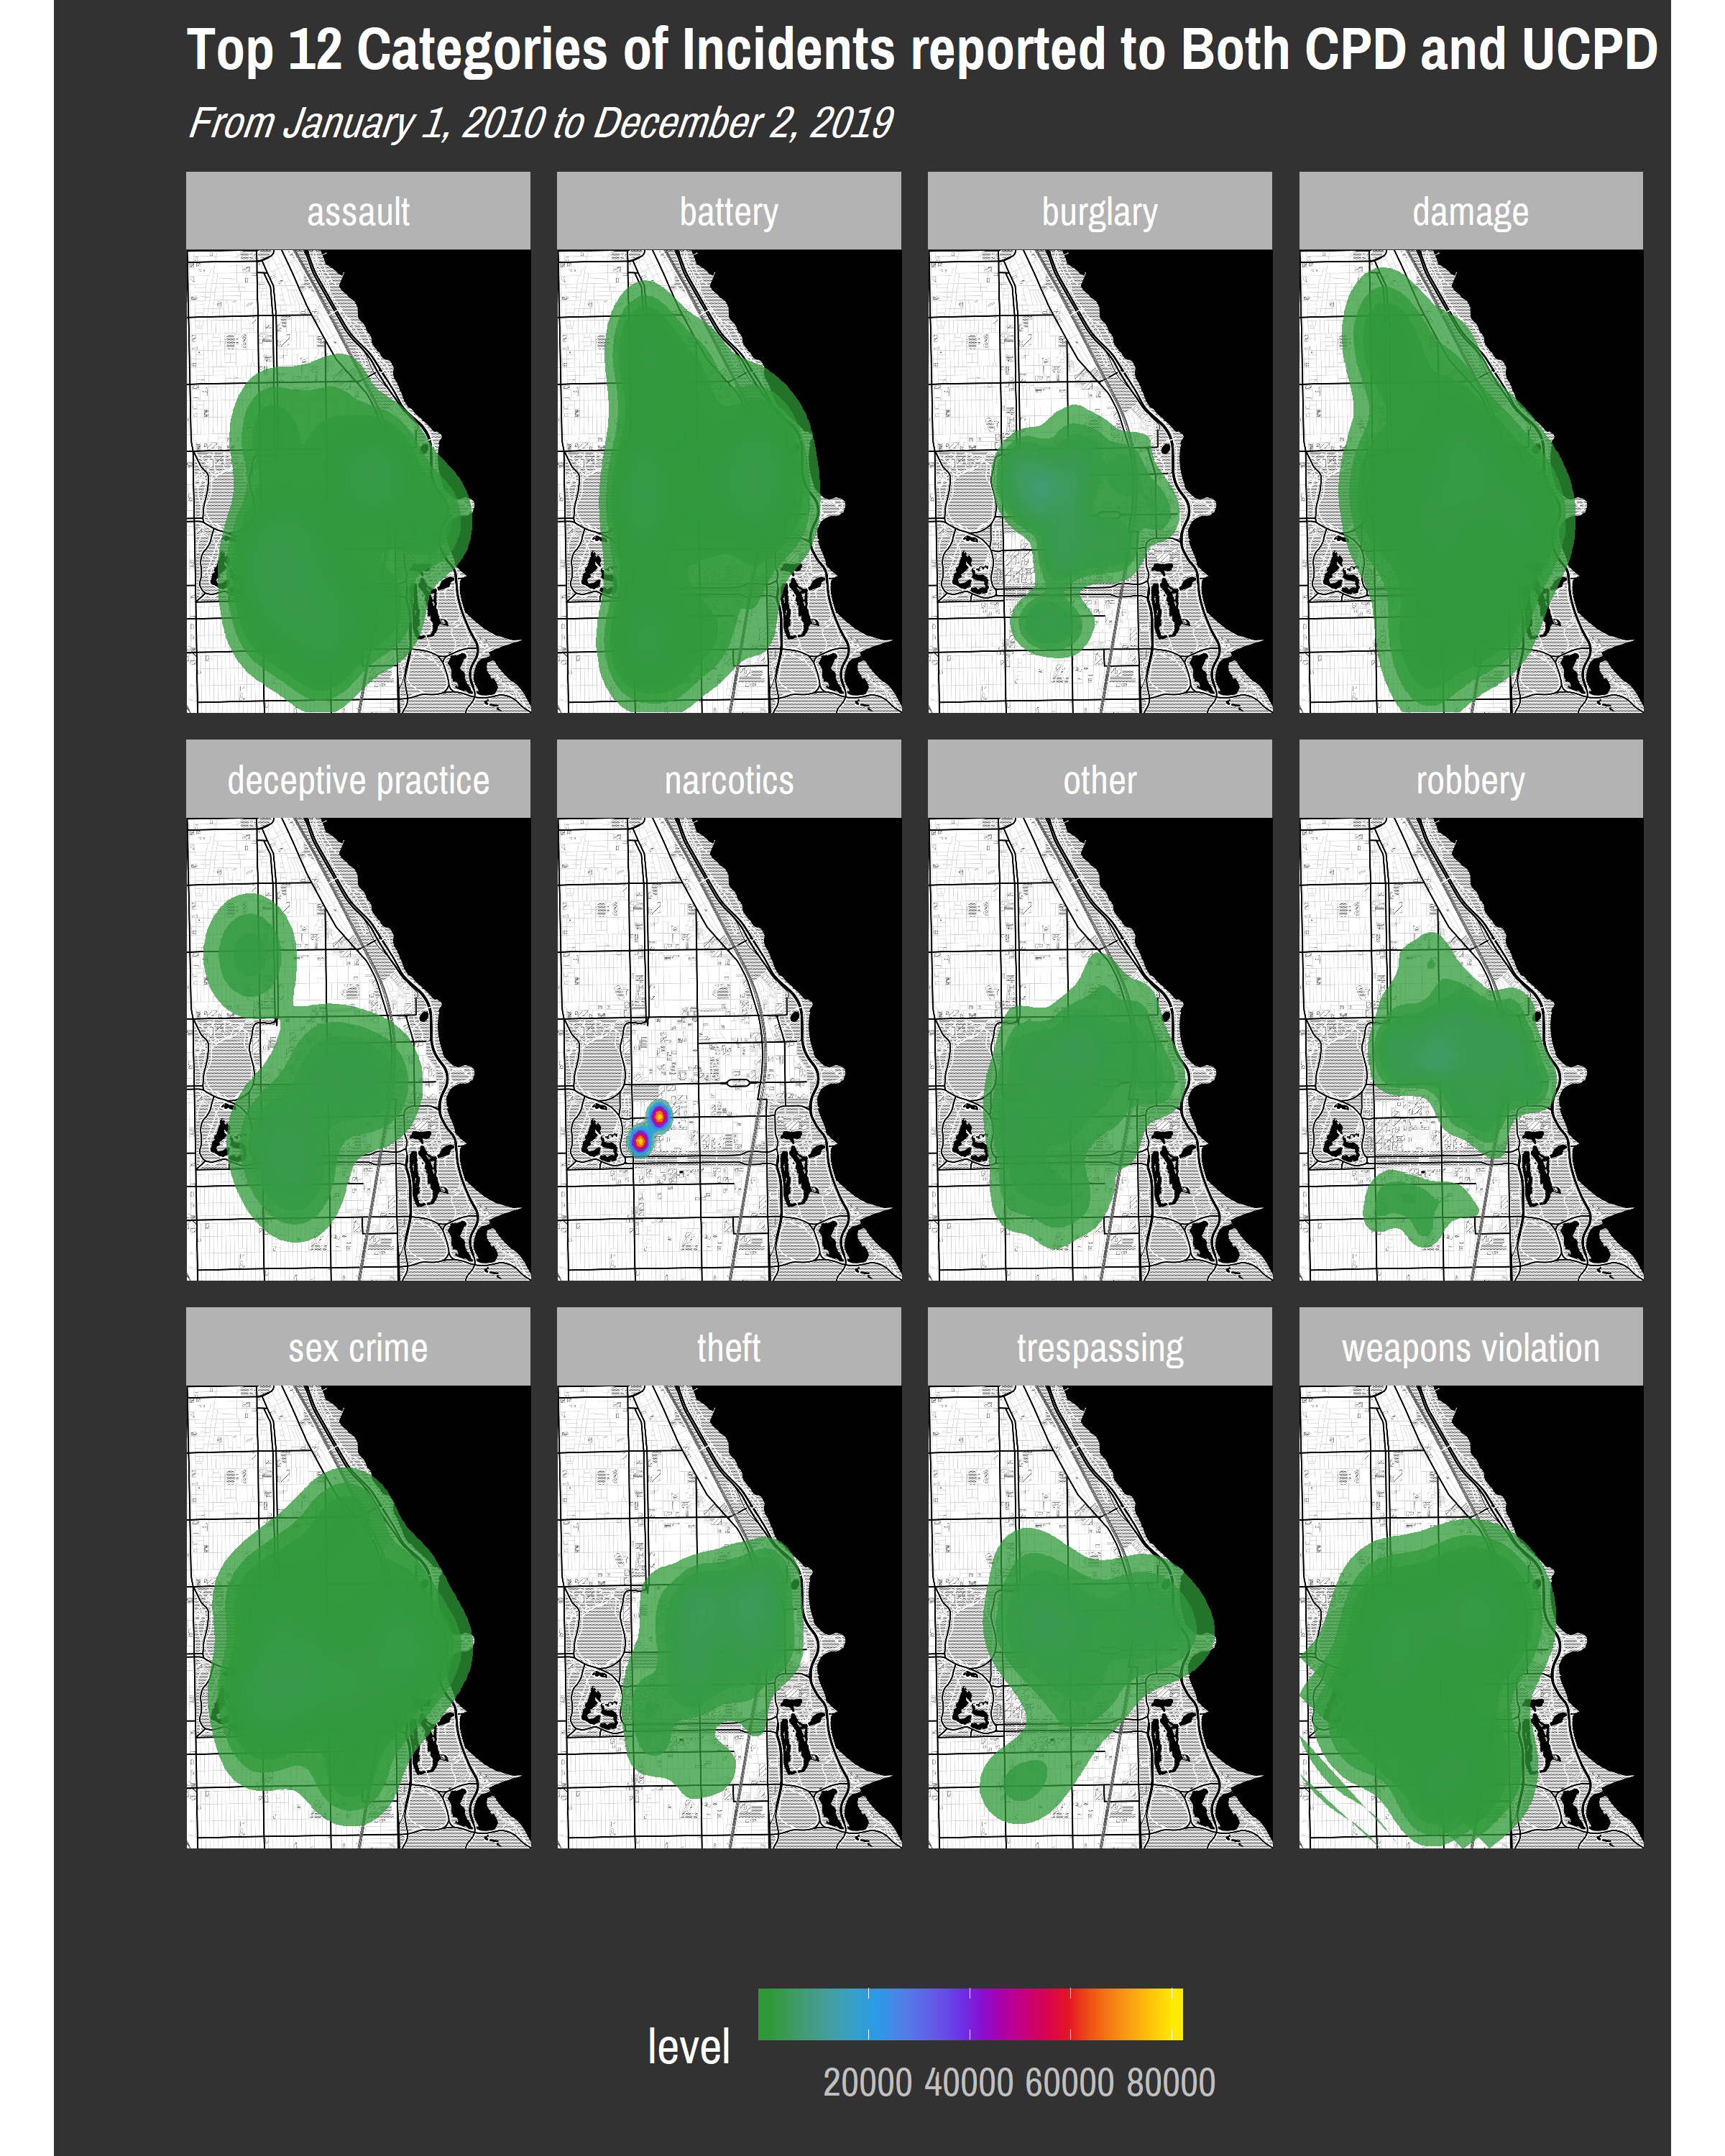 Top 12 Categories of Incidents reported to Both CPD and UCPD
From January 1, 2010 to December 2, 2019
assault battery burglary damage
deceptive practice narcotics other robbery
sex crime theft trespassing weapons violation
level
20000 40000 60000 80000